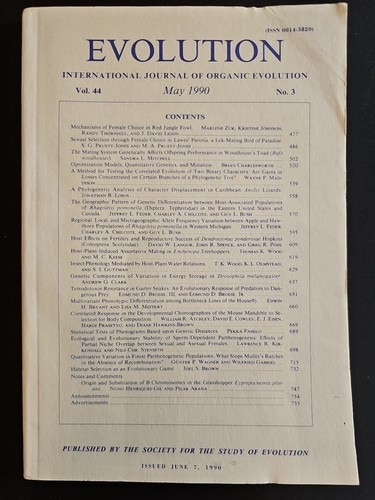 (ISSN 0014-3820)
EVOLUTION
INTERNATIONAL JOURNAL OF ORGANIC EVOLUTION
Vol. 44 May 1990 No. 3
CONTENTS
Mechanisms of Female Choice in Red Jungle Fowl. MARLENE ZUK, KRISTINE JOHNSON,
RANDY THORNHILL, AND J. DAVID LIGON 477
Sexual Selection through Female Choice in Lawes' Parotia, a Lek-Mating Bird of Paradise.
S. G. PRUETT-JONES AND M. A. PRUETT-JONES 486
The Mating System Genetically Affects Offspring Performance in Woodhouse's Toad (Bufo
woodhousei). SANDRA L. MITCHELL 502
Optimization Models, Quantitative Genetics, and Mutation. BRIAN CHARLESWORTH 520
A Method for Testing the Correlated Evolution of Two Binary Characters: Are Gains or
Losses Concentrated on Certain Branches of a Phylogenetic Tree? WAYNE P. MAD-
DISON 539
A Phylogenetic Analysis of Character Displacement in Caribbean Anolis Lizards.
JONATHAN B. LOSOS 558
The Geographic Pattern of Genetic Differentiation between Host Associated Populations
of Rhagoletis pomonella (Diptera: Tephritidae) in the Eastern United States and
Canada. JEFFREY L. FEDER, CHARLES A. CHILCOTE, AND GUY L. BUSH 570
Regional, Local, and Microgeographic Allele Frequency Variation between Apple and Haw-
thorn Populations of Rhagoletis pomonella in Western Michigan. JEFFREY L. FEDER,
CHARLES A. CHILCOTE, AND GUY L. BUSH 595
Host Effects on Fertility and Reproductive Success of Dendroctonus ponderosae Hopkins
(Coleoptera: Scolytidae). DAVID W. LANGOR, JOHN R. SPENCE, AND GREG R. POHL 609
Host-Plant-Induced Assortative Mating in Enchenopa Treehoppers. THOMAS K. WOOD
AND M. C. KEESE 619
Insect Phenology Mediated by Host-Plant Water Relations. T. K. WOOD, K. L. OLMSTEAD,
AND S. I. GUTTMAN 629
Genetic Components of Variation in Energy Storage in Drosophila melanogaster.
ANDREW G. CLARK 637
Tetrodotoxin Resistance in Garter Snakes: An Evolutionary Response of Predators to Dan-
gerous Prey. EDMUND D. BRODIE, III, AND EDMUND D. BRODIE, JR. 651
Multivariate Phenotypic Differentiation among Bottleneck Lines of the Housefly. EDWIN
H. BRYANT AND LISA M. MEFFERT 660
Correlated Response in the Developmental Choreographies of the Mouse Mandible to Se-
lection for Body Composition. WILLIAM R. ATCHLEY, DAVID E. COWLEY, E. J. EISEN,
HARDI PRASETYO, AND DIANE HAWKINS-BROWN 669
Statistical Tests of Phenograms Based upon Genetic Distances. PEKKA PAMILO 689
Ecological and Evolutionary Stability of Sperm-Dependent Parthenogenesis: Effects of
Partial Niche Overlap between Sexual and Asexual Females. LAWRENCE R. KIR-
KENDALL AND NILS CHR. STENSETH 698
Quantitative Variation in Finite Parthenogenetic Populations: What Stops Muller's Ratchet
in the Absence of Recombination? GÜNTER P. WAGNER AND WILFRIED GABRIEL 715
Habitat Selection as an Evolutionary Game. JOEL S. BROWN 732
Notes and Comments
Origin and Substitution of B Chromosomes in the Grasshopper Eyprepocnemis plor-
ans. NUNO HENRIQUES-GIL AND PILAR ARANA 747
Announcements 754
Advertisements 755
PUBLISHED BY THE SOCIETY FOR THE STUDY OF EVOLUTION
ISSUED JUNE 7, 1990